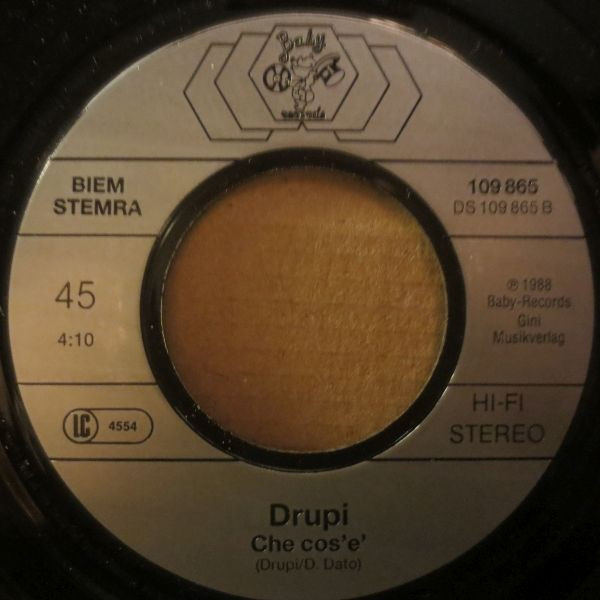 Baby
records
BIEM
STEMRA
109 865
DS 109 865 B
45
4:10
℗ 1988
Baby-Records
Gini
Musikverlag
LC 4554
HI-FI
STEREO
Drupi
Che cos'e'
(Drupi/D. Dato)